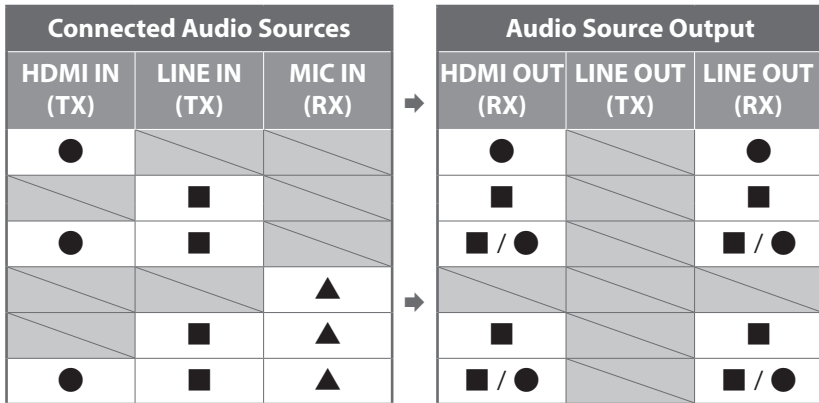 Connected Audio Sources
HDMI IN (TX)
LINE IN (TX)
MIC IN (RX)
Audio Source Output
HDMI OUT (RX)
LINE OUT (TX)
LINE OUT (RX)
● ● ●
■ ■ ■
● ■ ■ / ● ■ / ●
▲
■ ▲ ■ ■
● ■ ▲ ■ / ● ■ / ●